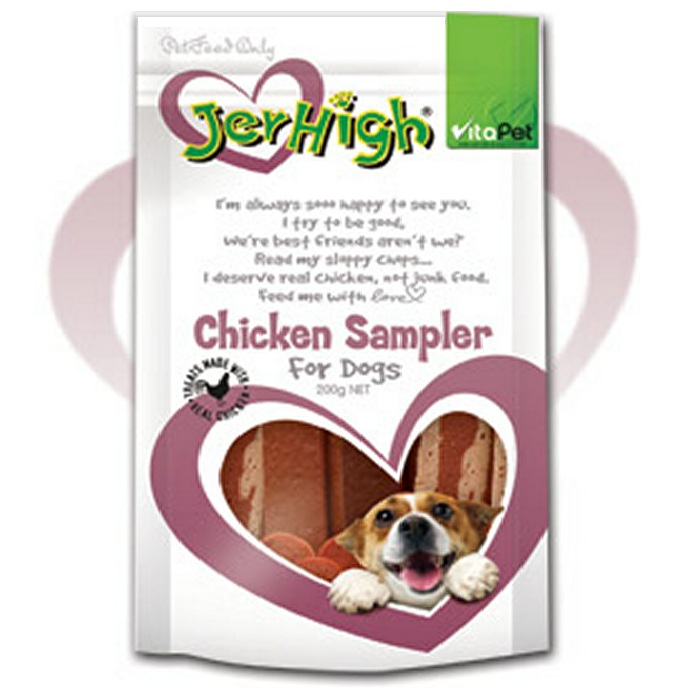 Pet Food Only
JerHigh®
VitaPet
I'm always sooo happy to see you.
I try to be good,
We're best friends aren't we?
Read my sloppy chops...
I deserve real chicken, not junk food.
Feed me with love
Chicken Sampler
For Dogs
200g NET
TREATS MADE WITH
REAL CHICKEN